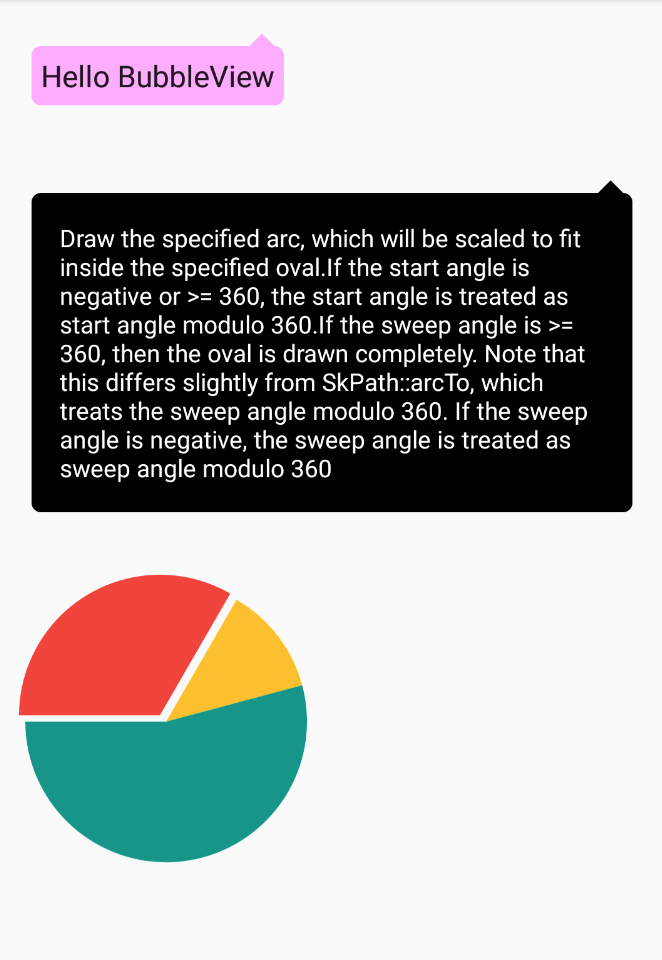 Hello BubbleView
Draw the specified arc, which will be scaled to fit
inside the specified oval.If the start angle is
negative or >= 360, the start angle is treated as
start angle modulo 360.If the sweep angle is >=
360, then the oval is drawn completely. Note that
this differs slightly from SkPath::arcTo, which
treats the sweep angle modulo 360. If the sweep
angle is negative, the sweep angle is treated as
sweep angle modulo 360